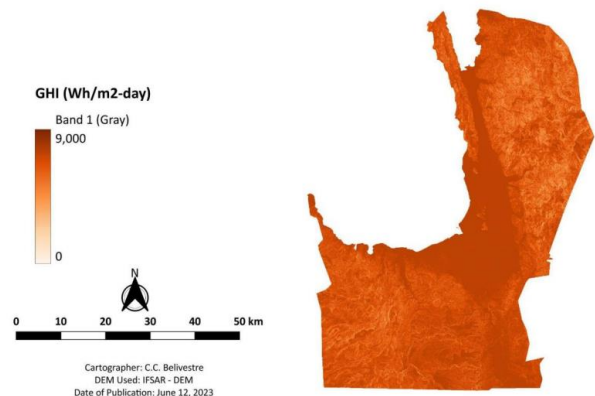 GHI (Wh/m2-day)
Band 1 (Gray)
9,000
0
N
0 10 20 30 40 50 km
Cartographer: C.C. Belivestre
DEM Used: IFSAR - DEM
Date of Publication: June 12, 2023